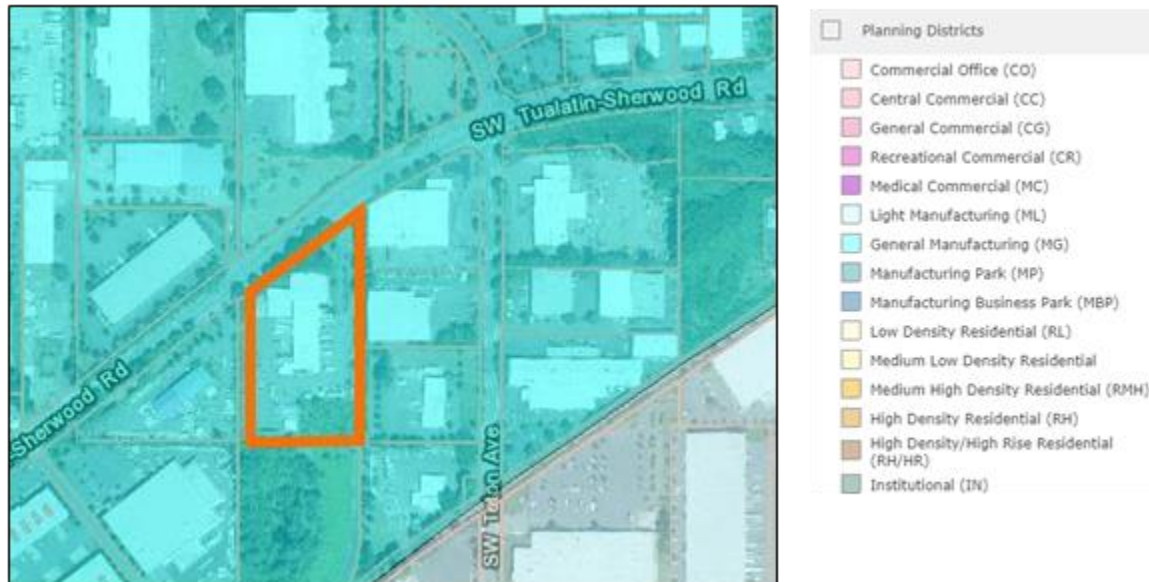 SW Tualatin-Sherwood Rd
-Sherwood Rd
SW Teton Ave
Planning Districts
Commercial Office (CO)
Central Commercial (CC)
General Commercial (CG)
Recreational Commercial (CR)
Medical Commercial (MC)
Light Manufacturing (ML)
General Manufacturing (MG)
Manufacturing Park (MP)
Manufacturing Business Park (MBP)
Low Density Residential (RL)
Medium Low Density Residential
Medium High Density Residential (RMH)
High Density Residential (RH)
High Density/High Rise Residential
(RH/HR)
Institutional (IN)